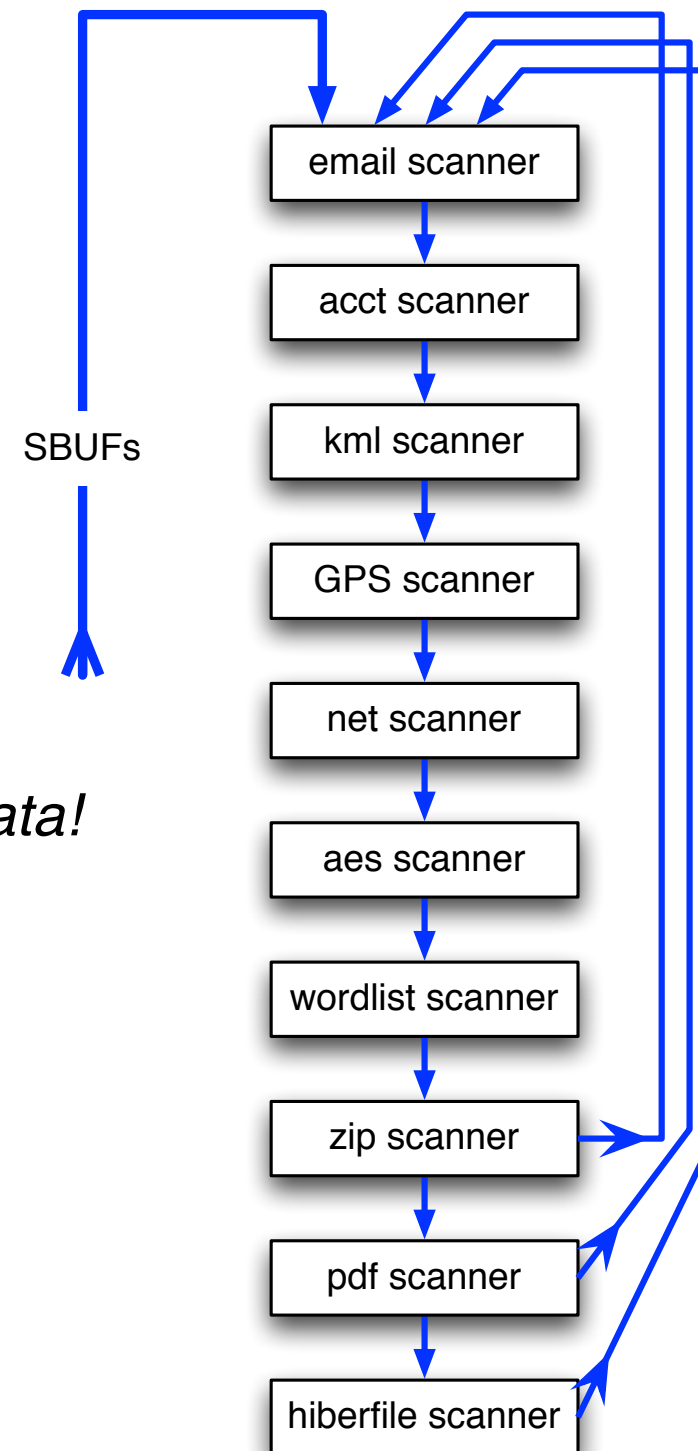 email scanner
acct scanner
SBUFs
kml scanner
GPS scanner
net scanner
ata!
aes scanner
wordlist scanner
zip scanner
pdf scanner
hiberfile scanner